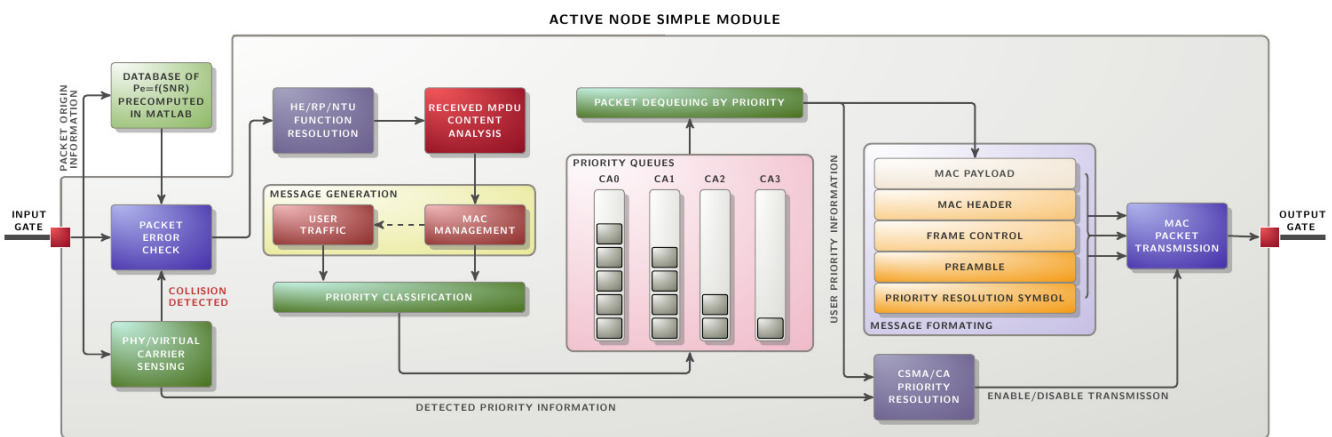 ACTIVE NODE SIMPLE MODULE
INPUT
GATE
PACKET ORIGIN
INFORMATION
DATABASE OF
Pe=f(SNR)
PRECOMPUTED
IN MATLAB
PACKET
ERROR
CHECK
COLLISION
DETECTED
PHY/VIRTUAL
CARRIER
SENSING
HE/RP/NTU
FUNCTION
RESOLUTION
RECEIVED MPDU
CONTENT
ANALYSIS
MESSAGE GENERATION
USER
TRAFFIC
MAC
MANAGEMENT
PRIORITY CLASSIFICATION
DETECTED PRIORITY INFORMATION
PACKET DEQUEUING BY PRIORITY
PRIORITY QUEUES
CA0 CA1 CA2 CA3
USER PRIORITY INFORMATION
MAC PAYLOAD
MAC HEADER
FRAME CONTROL
PREAMBLE
PRIORITY RESOLUTION SYMBOL
MESSAGE FORMATING
CSMA/CA
PRIORITY
RESOLUTION
ENABLE/DISABLE TRANSMISSON
MAC
PACKET
TRANSMISSION
OUTPUT
GATE